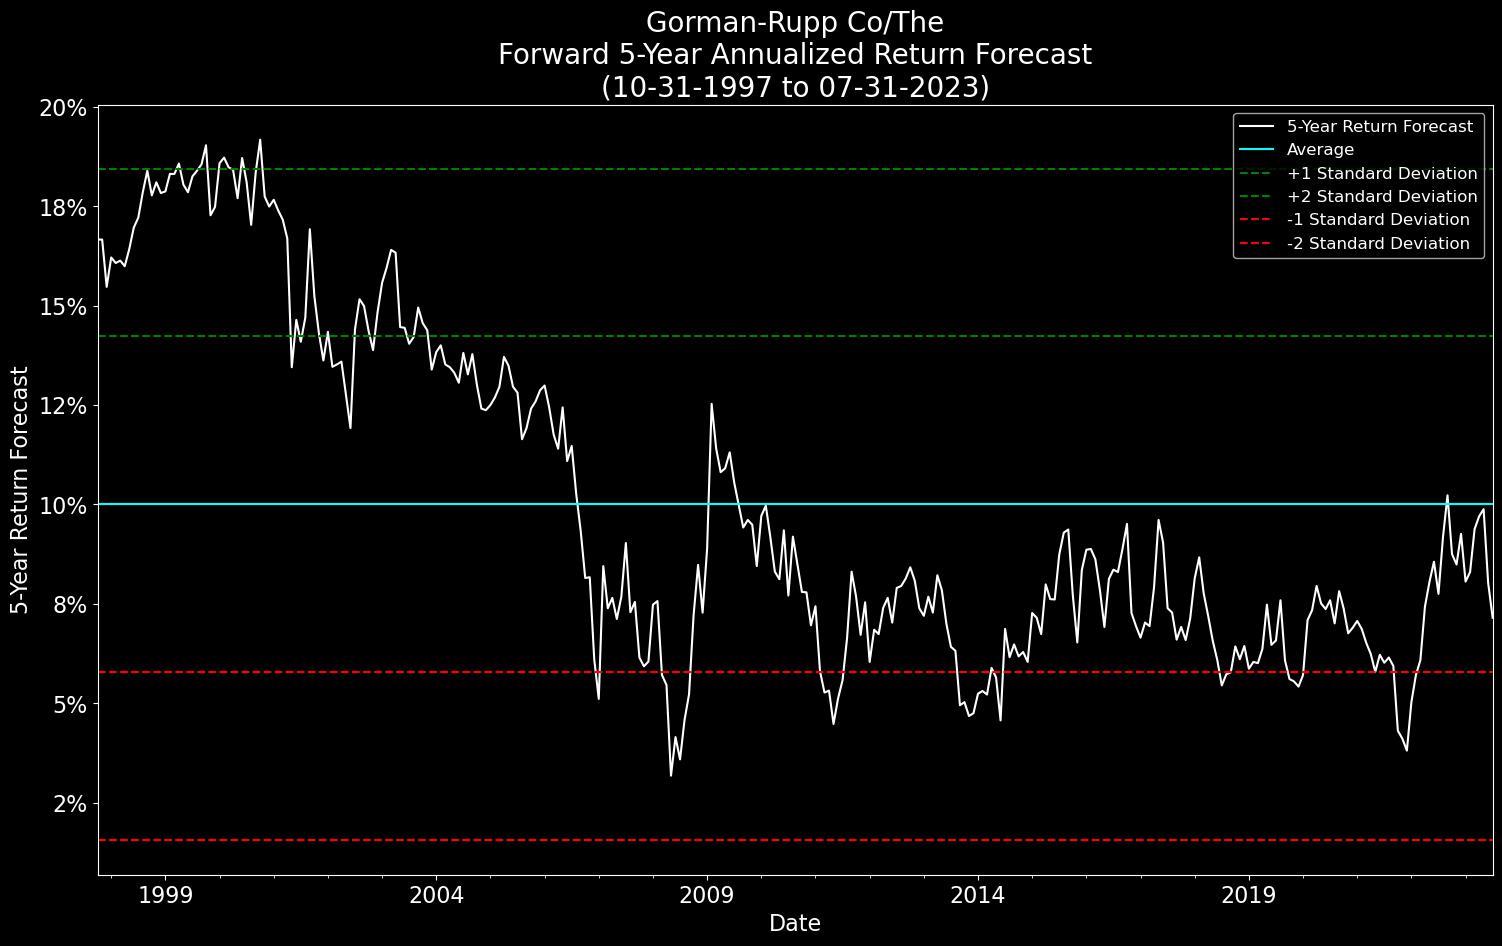 Gorman-Rupp Co/The
Forward 5-Year Annualized Return Forecast
(10-31-1997 to 07-31-2023)
20%
18%
15%
12%
10%
8%
5%
2%
5-Year Return Forecast
5-Year Return Forecast
Average
+1 Standard Deviation
+2 Standard Deviation
-1 Standard Deviation
-2 Standard Deviation
1999 2004 2009 2014 2019
Date